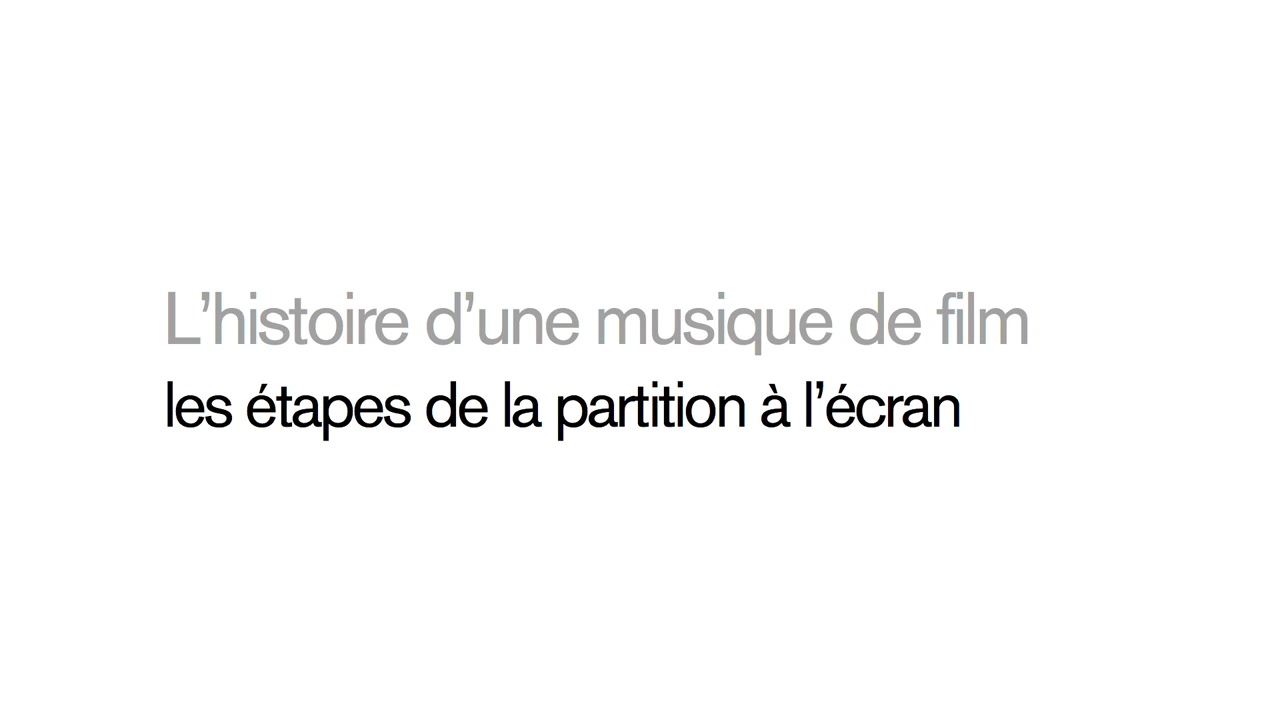 L’histoire d’une musique de film
les étapes de la partition à l’écran